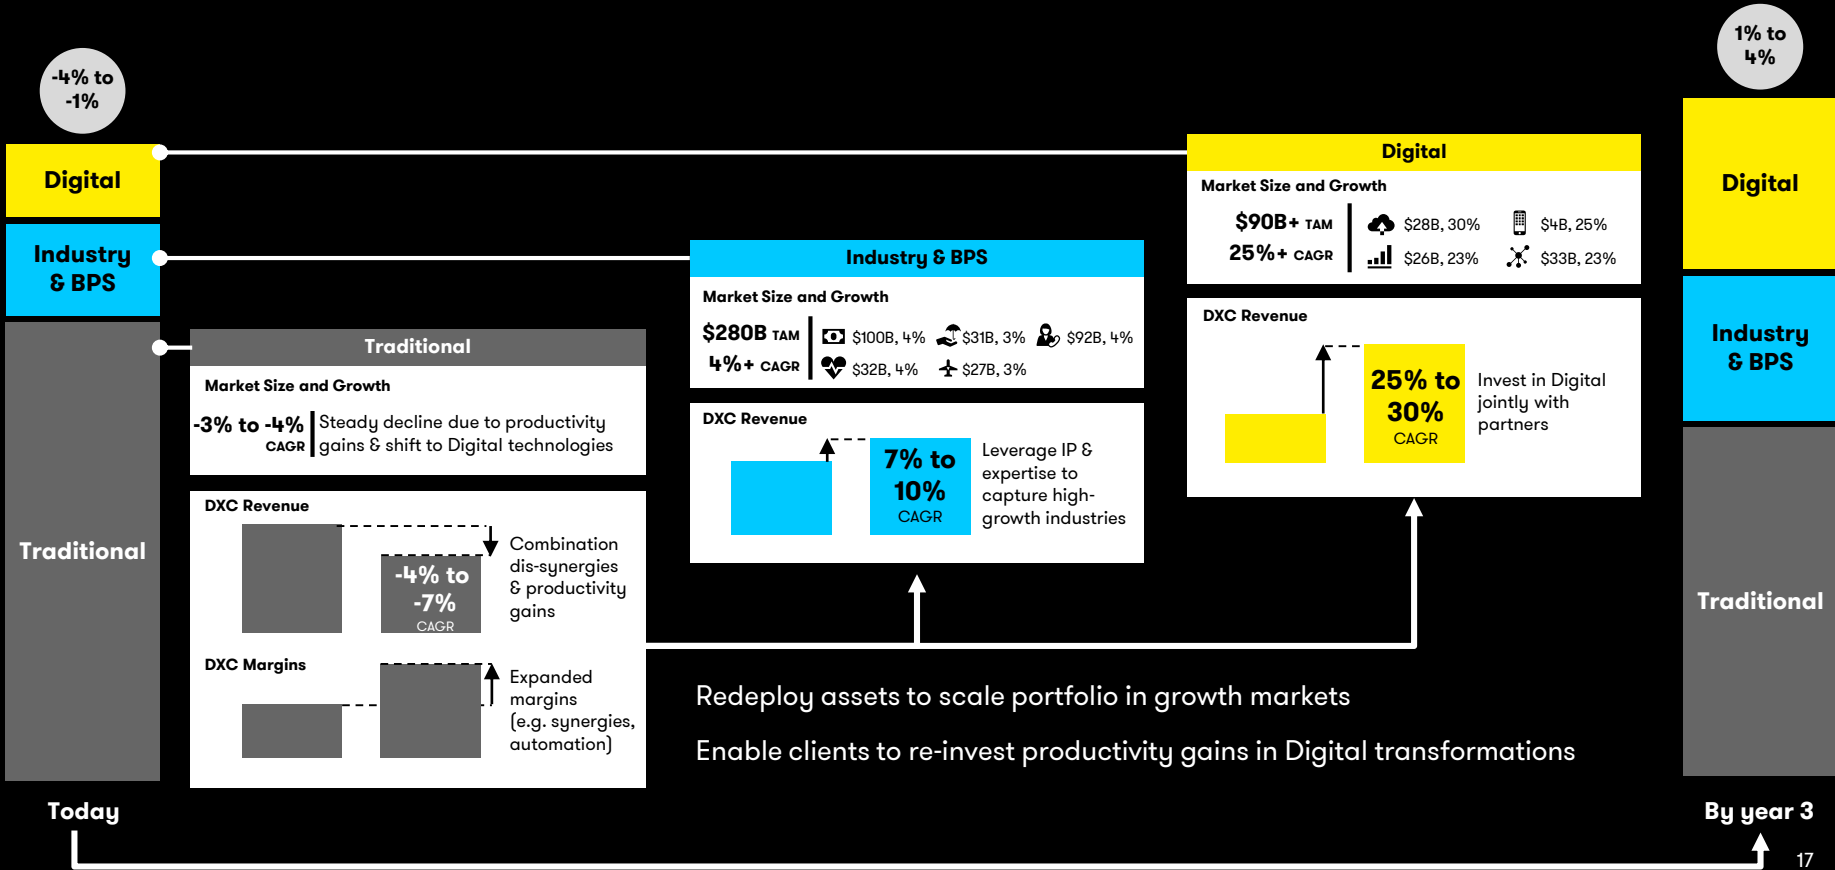 -4% to
-1%
Digital
Industry
& BPS
Traditional
Today
Traditional
Market Size and Growth
-3% to -4%
CAGR
Steady decline due to productivity
gains & shift to Digital technologies
DXC Revenue
-4% to
-7%
CAGR
Combination
dis-synergies
& productivity
gains
DXC Margins
Expanded
margins
(e.g. synergies,
automation)
Industry & BPS
Market Size and Growth
$280B TAM
4%+ CAGR
$100B, 4% $31B, 3% $92B, 4%
$32B, 4% $27B, 3%
DXC Revenue
7% to
10%
CAGR
Leverage IP &
expertise to
capture high-
growth industries
Digital
Market Size and Growth
$90B+ TAM
25%+ CAGR
$28B, 30% $4B, 25%
$26B, 23% $33B, 23%
DXC Revenue
25% to
30%
CAGR
Invest in Digital
jointly with
partners
Redeploy assets to scale portfolio in growth markets
Enable clients to re-invest productivity gains in Digital transformations
1% to
4%
Digital
Industry
& BPS
Traditional
By year 3
17